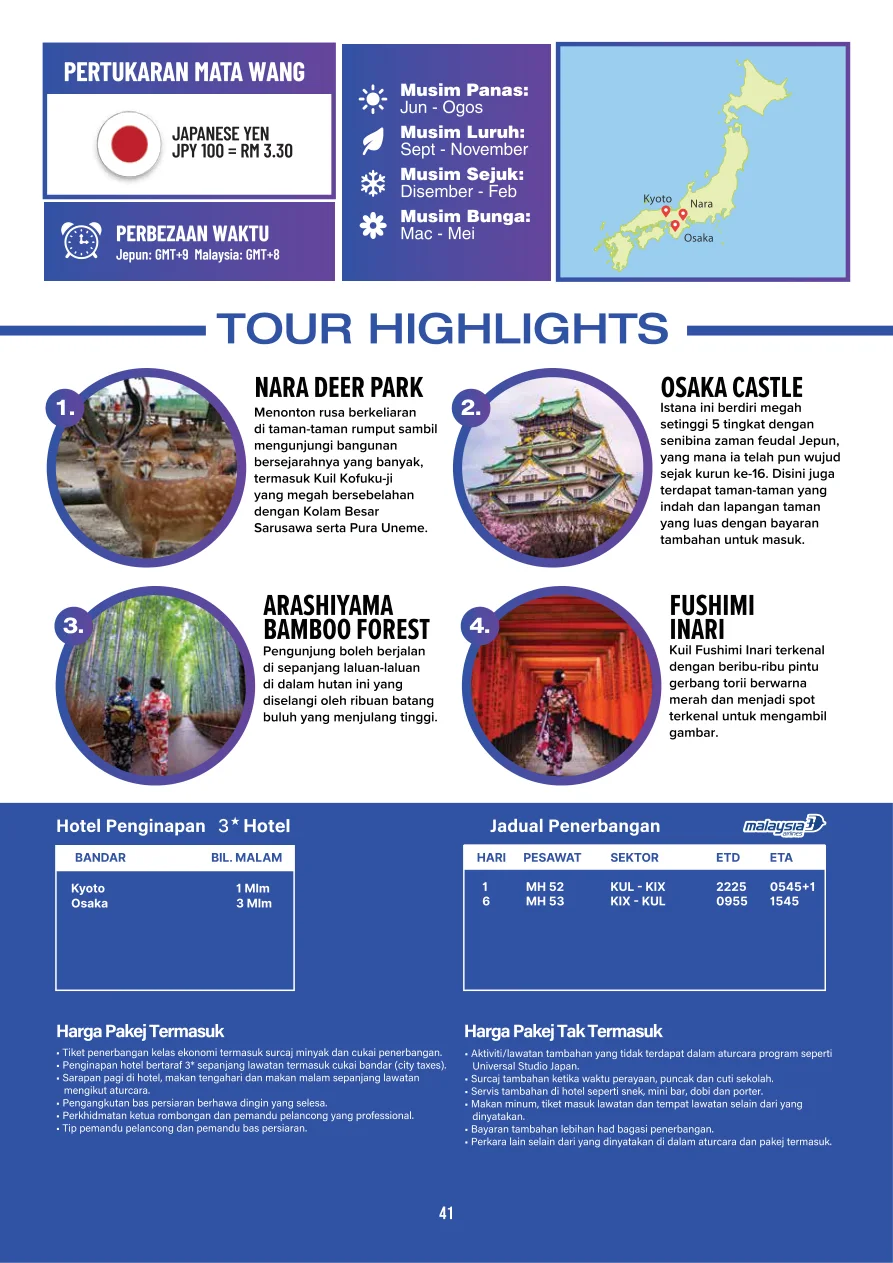 PERTUKARAN MATA WANG
JAPANESE YEN
JPY 100 = RM 3.30
PERBEZAAN WAKTU
Jepun: GMT+9 Malaysia: GMT+8
Musim Panas:
Jun - Ogos
Musim Luruh:
Sept - November
Musim Sejuk:
Disember - Feb
Musim Bunga:
Mac - Mei
Kyoto
Nara
Osaka
TOUR HIGHLIGHTS
1.
NARA DEER PARK
Menonton rusa berkeliaran
di taman-taman rumput sambil
mengunjungi bangunan
bersejarahnya yang banyak,
termasuk Kuil Kofuku-ji
yang megah bersebelahan
dengan Kolam Besar
Sarusawa serta Pura Uneme.
2.
OSAKA CASTLE
Istana ini berdiri megah
setinggi 5 tingkat dengan
senibina zaman feudal Jepun,
yang mana ia telah pun wujud
sejak kurun ke-16. Disini juga
terdapat taman-taman yang
indah dan lapangan taman
yang luas dengan bayaran
tambahan untuk masuk.
3.
ARASHIYAMA
BAMBOO FOREST
Pengunjung boleh berjalan
di sepanjang laluan-laluan
di dalam hutan ini yang
diselangi oleh ribuan batang
buluh yang menjulang tinggi.
4.
FUSHIMI
INARI
Kuil Fushimi Inari terkenal
dengan beribu-ribu pintu
gerbang torii berwarna
merah dan menjadi spot
terkenal untuk mengambil
gambar.
Hotel Penginapan 3★ Hotel
BANDAR BIL. MALAM
Kyoto 1 Mlm
Osaka 3 Mlm
Jadual Penerbangan
malaysia airlines
HARI PESAWAT SEKTOR ETD ETA
1 MH 52 KUL - KIX 2225 0545+1
6 MH 53 KIX - KUL 0955 1545
Harga Pakej Termasuk
• Tiket penerbangan kelas ekonomi termasuk surcaj minyak dan cukai penerbangan.
• Penginapan hotel bertaraf 3* sepanjang lawatan termasuk cukai bandar (city taxes).
• Sarapan pagi di hotel, makan tengahari dan makan malam sepanjang lawatan
mengikut aturcara.
• Pengangkutan bas persiaran berhawa dingin yang selesa.
• Perkhidmatan ketua rombongan dan pemandu pelancong yang professional.
• Tip pemandu pelancong dan pemandu bas persiaran.
Harga Pakej Tak Termasuk
• Aktiviti/lawatan tambahan yang tidak terdapat dalam aturcara program seperti
Universal Studio Japan.
• Surcaj tambahan ketika waktu perayaan, puncak dan cuti sekolah.
• Servis tambahan di hotel seperti snek, mini bar, dobi dan porter.
• Makan minum, tiket masuk lawatan dan tempat lawatan selain dari yang
dinyatakan.
• Bayaran tambahan lebihan had bagasi penerbangan.
• Perkara lain selain dari yang dinyatakan di dalam aturcara dan pakej termasuk.
41